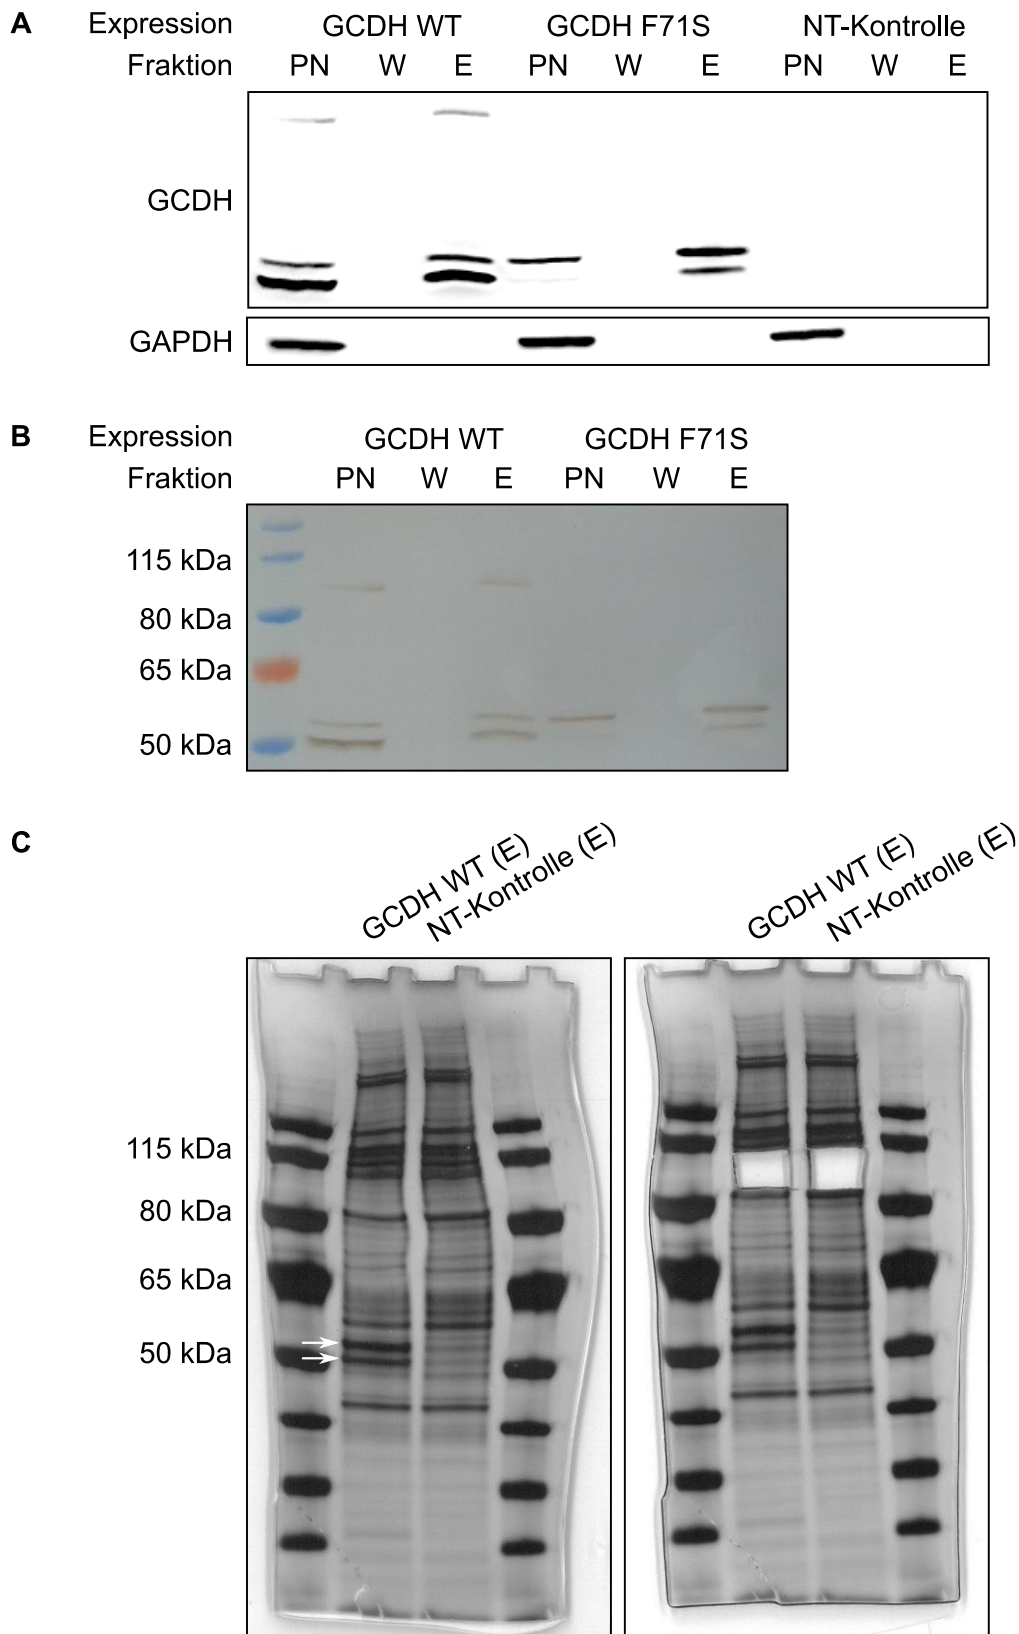 A
Expression GCDH WT GCDH F71S NT-Kontrolle
Fraktion PN W E PN W E PN W E
GCDH
GAPDH
B
Expression GCDH WT GCDH F71S
Fraktion PN W E PN W E
115 kDa
80 kDa
65 kDa
50 kDa
C
GCDH WT (E)
NT-Kontrolle (E)
GCDH WT (E)
NT-Kontrolle (E)
115 kDa
80 kDa
65 kDa
50 kDa